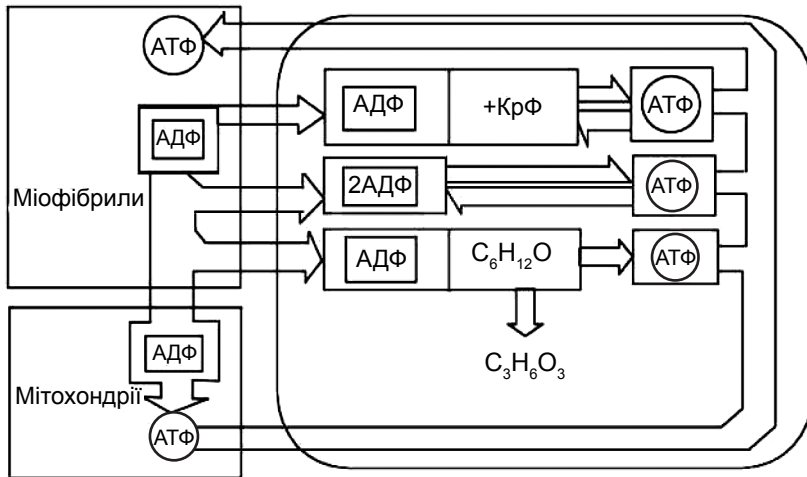 АТФ
АДФ
+КрФ
АТФ
АДФ
Міофібрили
2АДФ
АТФ
АДФ
C₆H₁₂O
АТФ
АДФ
C₃H₆O₃
Мітохондрії
АТФ